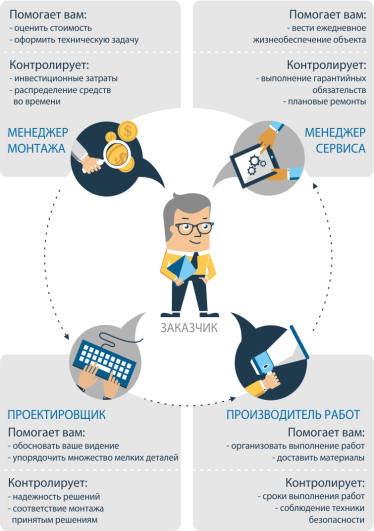 Помогает вам:
- оценить стоимость
- оформить техническую задачу
Контролирует:
- инвестиционные затраты
- распределение средств
во времени
МЕНЕДЖЕР
МОНТАЖА
Помогает вам:
- вести ежедневное
жизнеобеспечение объекта
Контролирует:
- выполнение гарантийных
обязательств
- плановые ремонты
МЕНЕДЖЕР
СЕРВИСА
ЗАКАЗЧИК
ПРОЕКТИРОВЩИК
Помогает вам:
- обосновать ваше видение
- упорядочить множество мелких деталей
Контролирует:
- надежность решений
- соответствие монтажа
принятым решениям
ПРОИЗВОДИТЕЛЬ РАБОТ
Помогает вам:
- организовать выполнение работ
- доставить материалы
Контролирует:
- сроки выполнения работ
- соблюдение техники
безопасности